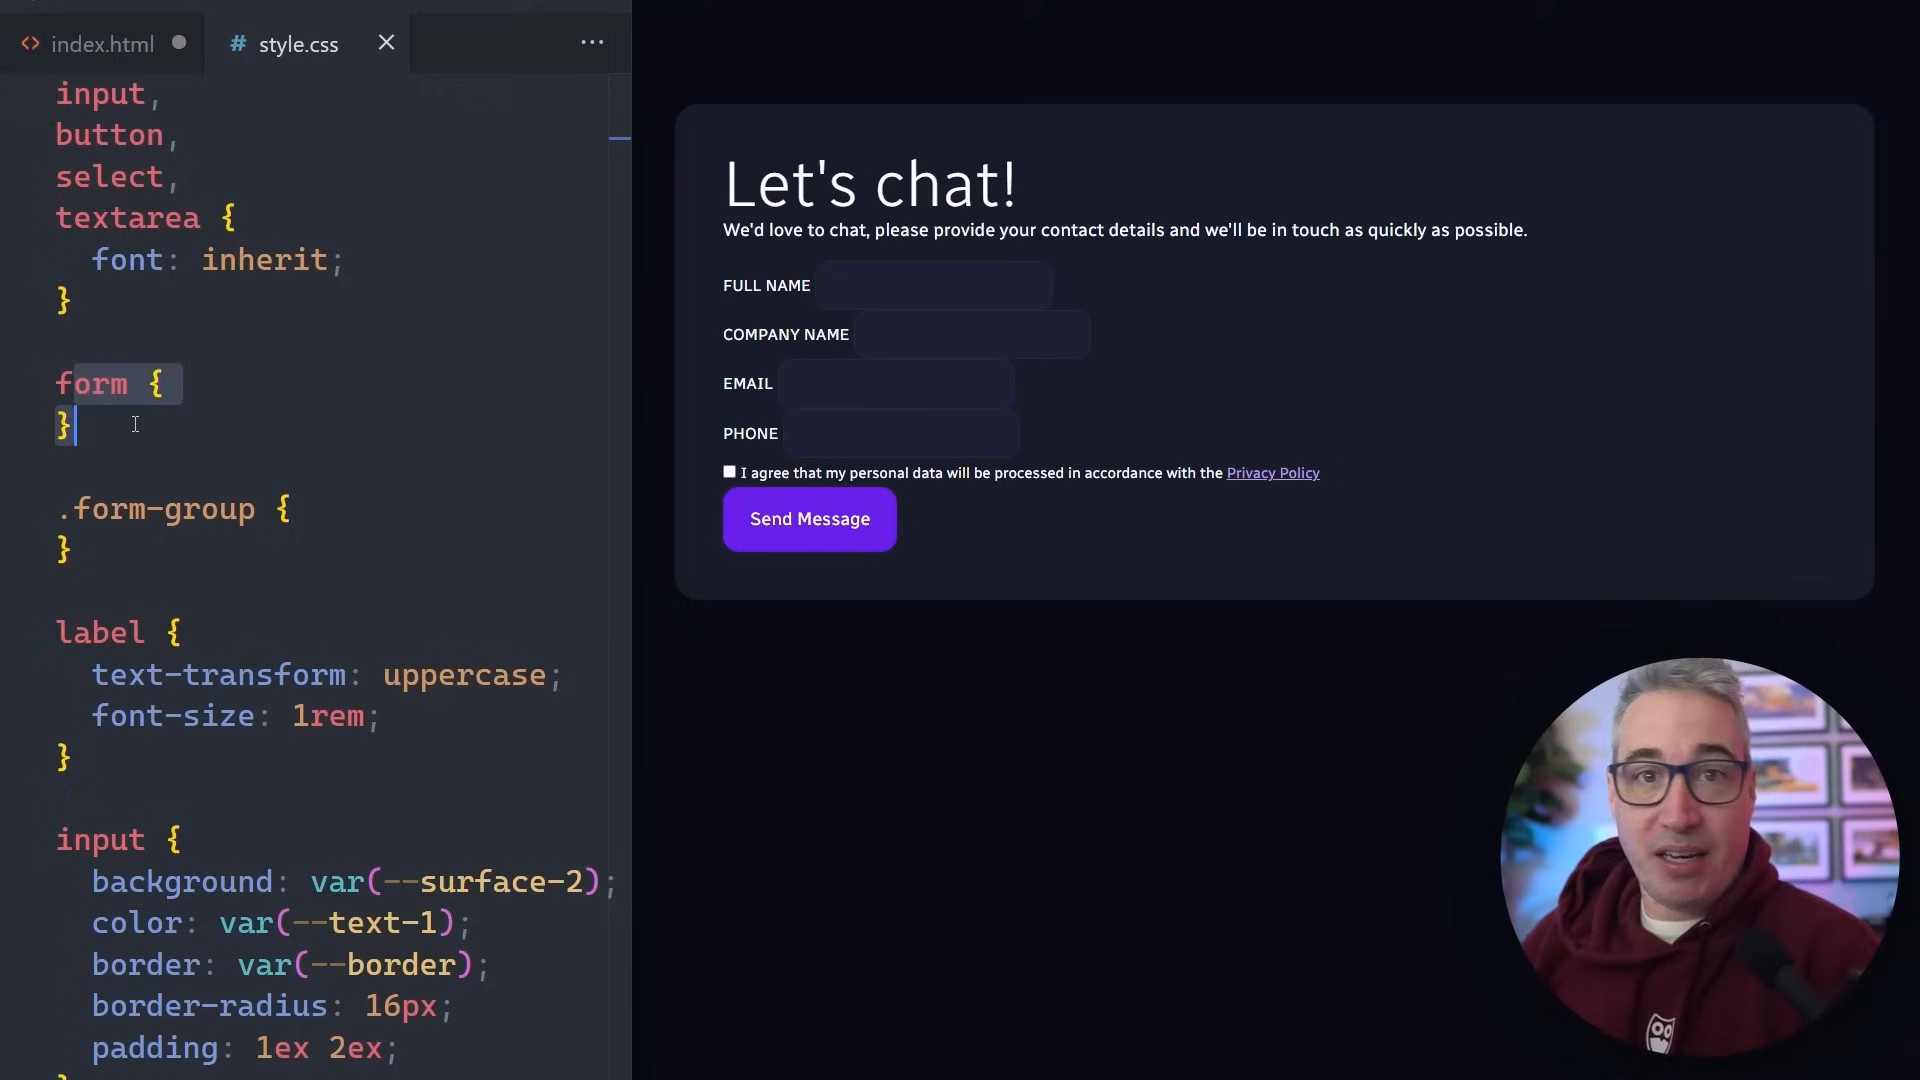 index.html
# style.css
input,
button,
select,
textarea {
font: inherit;
}
form {
}
.form-group {
}
label {
text-transform: uppercase;
font-size: 1rem;
}
input {
background: var(--surface-2);
color: var(--text-1);
border: var(--border);
border-radius: 16px;
padding: 1ex 2ex;
Let's chat!
We'd love to chat, please provide your contact details and we'll be in touch as quickly as possible.
FULL NAME
COMPANY NAME
EMAIL
PHONE
I agree that my personal data will be processed in accordance with the Privacy Policy
Send Message